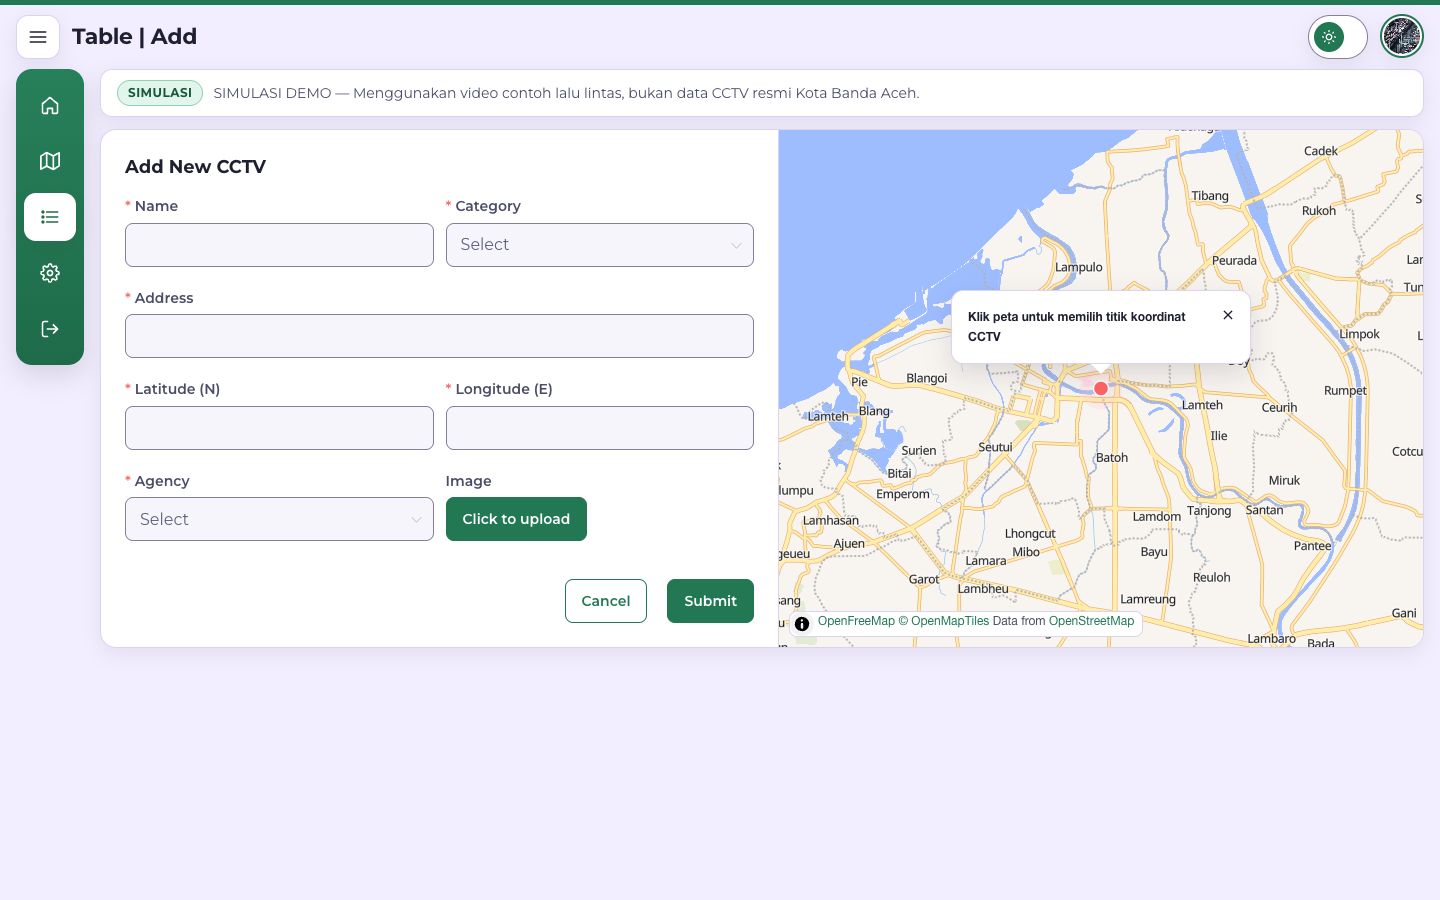 Table | Add
SIMULASI
SIMULASI DEMO — Menggunakan video contoh lalu lintas, bukan data CCTV resmi Kota Banda Aceh.
Add New CCTV
* Name
* Category
Select
* Address
* Latitude (N)
* Longitude (E)
* Agency
Image
Select
Click to upload
Cancel
Submit
Cadek
Tibang
Rukoh
Lampulo
Peurada
Klik peta untuk memilih titik koordinat
CCTV
Limpok
Pie
Blangoi
Rumpet
Lamteh
Blang
Lamteh
Ceurih
Ilie
Surien
Seutui
Batoh
Bitai
Miruk
Emperom
Lamhasan
Lamdom
Tanjong
Santan
Ajuen
Lhongcut
Mibo
Bayu
Pantee
Lamara
Garot
Lambheu
Reuloh
Lamreung
Gani
Lambaro
Bada
OpenFreeMap © OpenMapTiles Data from OpenStreetMap